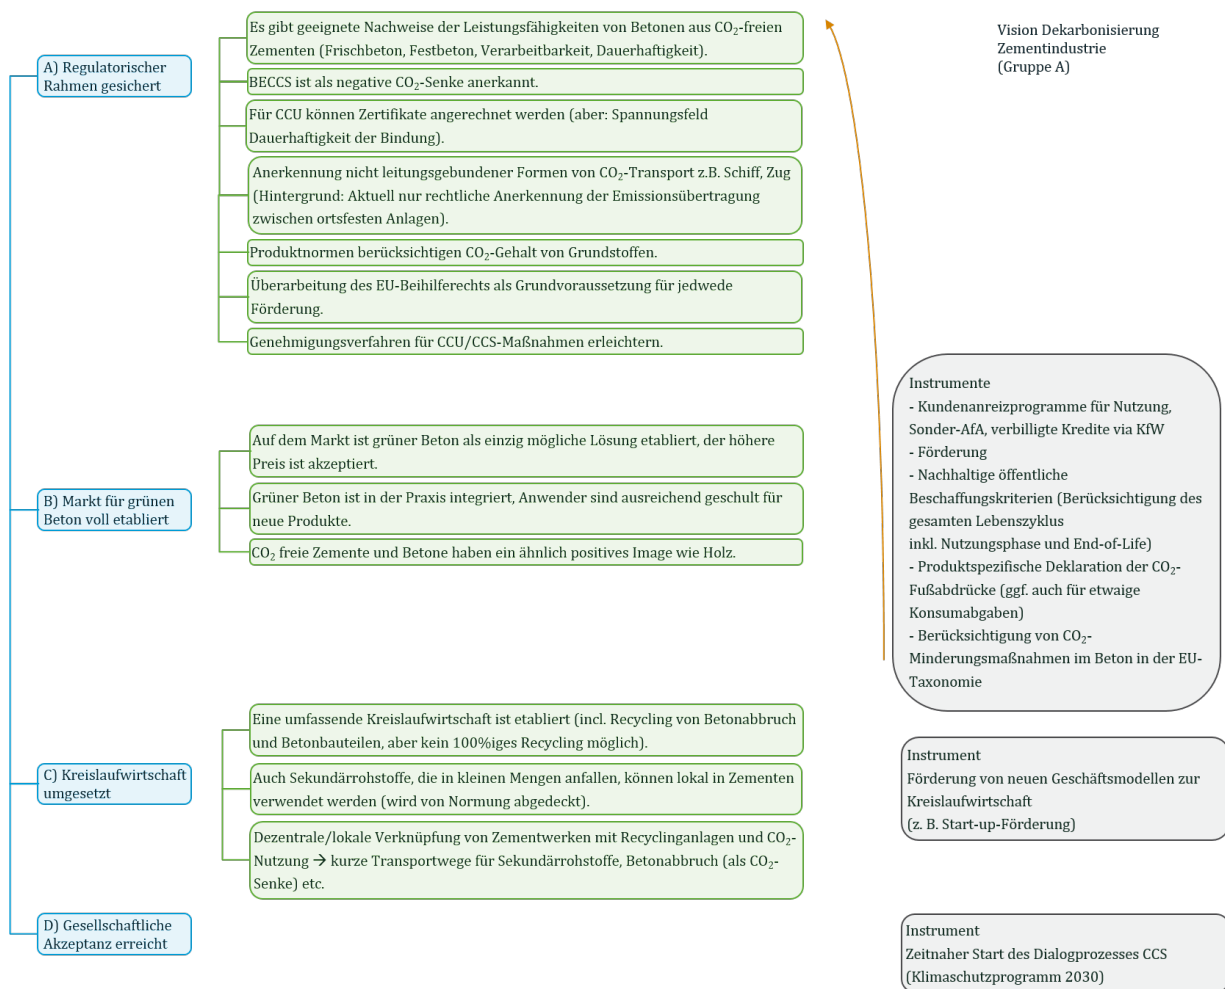 Vision Dekarbonisierung
Zementindustrie
(Gruppe A)
A) Regulatorischer
Rahmen gesichert
Es gibt geeignete Nachweise der Leistungsfähigkeiten von Betonen aus CO₂-freien
Zementen (Frischbeton, Festbeton, Verarbeitbarkeit, Dauerhaftigkeit).
BECCS ist als negative CO₂-Senke anerkannt.
Für CCU können Zertifikate angerechnet werden (aber: Spannungsfeld
Dauerhaftigkeit der Bindung).
Anerkennung nicht leitungsgebundener Formen von CO₂-Transport z.B. Schiff, Zug
(Hintergrund: Aktuell nur rechtliche Anerkennung der Emissionsübertragung
zwischen ortsfesten Anlagen).
Produktnormen berücksichtigen CO₂-Gehalt von Grundstoffen.
Überarbeitung des EU-Beihilferechts als Grundvoraussetzung für jedwede
Förderung.
Genehmigungsverfahren für CCU/CCS-Maßnahmen erleichtern.
B) Markt für grünen
Beton voll etabliert
Auf dem Markt ist grüner Beton als einzig mögliche Lösung etabliert, der höhere
Preis ist akzeptiert.
Grüner Beton ist in der Praxis integriert, Anwender sind ausreichend geschult für
neue Produkte.
CO₂ freie Zemente und Betone haben ein ähnlich positives Image wie Holz.
Instrumente
- Kundenanreizprogramme für Nutzung,
Sonder-AfA, verbilligte Kredite via KfW
- Förderung
- Nachhaltige öffentliche
Beschaffungskriterien (Berücksichtigung des
gesamten Lebenszyklus
inkl. Nutzungsphase und End-of-Life)
- Produktspezifische Deklaration der CO₂-
Fußabdrücke (ggf. auch für etwaige
Konsumabgaben)
- Berücksichtigung von CO₂-
Minderungsmaßnahmen im Beton in der EU-
Taxonomie
C) Kreislaufwirtschaft
umgesetzt
Eine umfassende Kreislaufwirtschaft ist etabliert (incl. Recycling von Betonabbruch
und Betonbauteilen, aber kein 100%iges Recycling möglich).
Auch Sekundärrohstoffe, die in kleinen Mengen anfallen, können lokal in Zementen
verwendet werden (wird von Normung abgedeckt).
Dezentrale/lokale Verknüpfung von Zementwerken mit Recyclinganlagen und CO₂-
Nutzung → kurze Transportwege für Sekundärrohstoffe, Betonabbruch (als CO₂-
Senke) etc.
Instrument
Förderung von neuen Geschäftsmodellen zur
Kreislaufwirtschaft
(z. B. Start-up-Förderung)
D) Gesellschaftliche
Akzeptanz erreicht
Instrument
Zeitnaher Start des Dialogprozesses CCS
(Klimaschutzprogramm 2030)